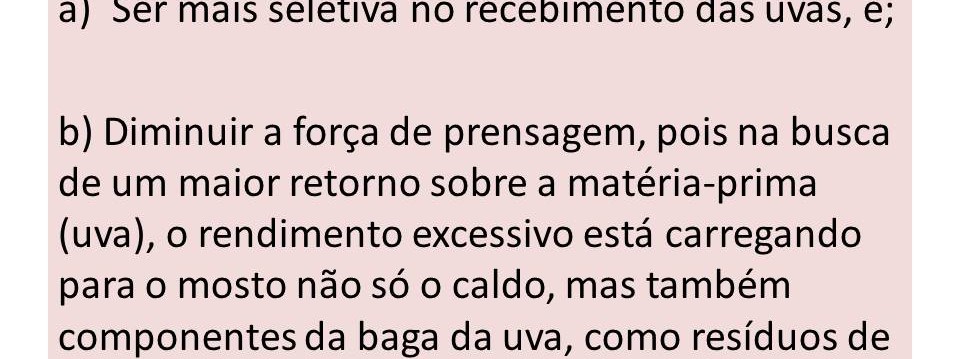 a) Ser mais seletiva no recebimento das uvas, e;
b) Diminuir a força de prensagem, pois na busca
de um maior retorno sobre a matéria-prima
(uva), o rendimento excessivo está carregando
para o mosto não só o caldo, mas também
componentes da baga da uva, como resíduos de